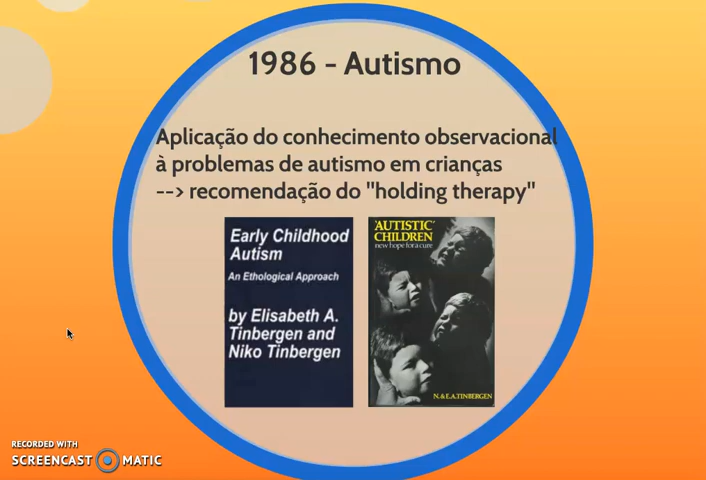 1986 - Autismo
Aplicação do conhecimento observacional
à problemas de autismo em crianças
--> recomendação do "holding therapy"
Early Childhood
Autism
An Ethological Approach
by Elisabeth A.
Tinbergen and
Niko Tinbergen
'AUTISTIC'
CHILDREN
new hope for a cure
N. & E.A. TINBERGEN
RECORDED WITH
SCREENCAST MATIC